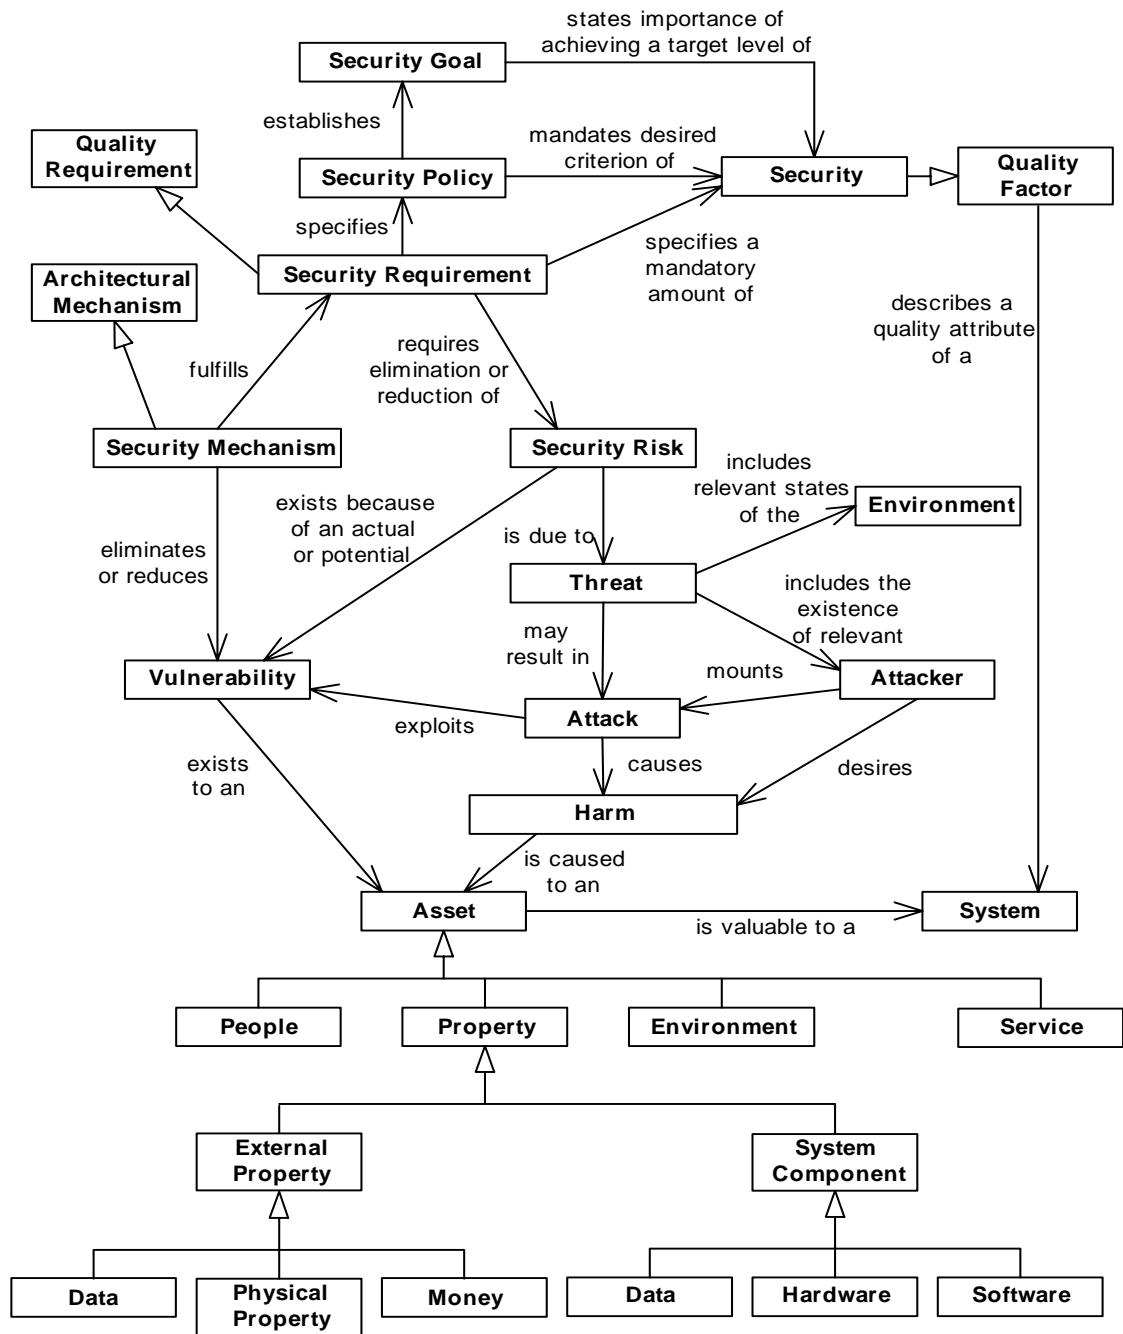 states importance of
achieving a target level of
Security Goal
establishes
Quality
Requirement
mandates desired
criterion of
Security Policy
Security
Quality
Factor
specifies
specifies a
mandatory
amount of
Security Requirement
Architectural
Mechanism
describes a
quality attribute
of a
requires
elimination or
reduction of
fulfills
Security Mechanism
Security Risk
includes
relevant states
of the
Environment
exists because
of an actual
or potential
is due to
eliminates
or reduces
Threat
includes the
existence
of relevant
may
result in
Vulnerability
mounts
Attacker
Attack
exploits
exists
to an
causes
desires
Harm
is caused
to an
Asset
is valuable to a
System
People
Property
Environment
Service
External
Property
System
Component
Data
Physical
Property
Money
Data
Hardware
Software